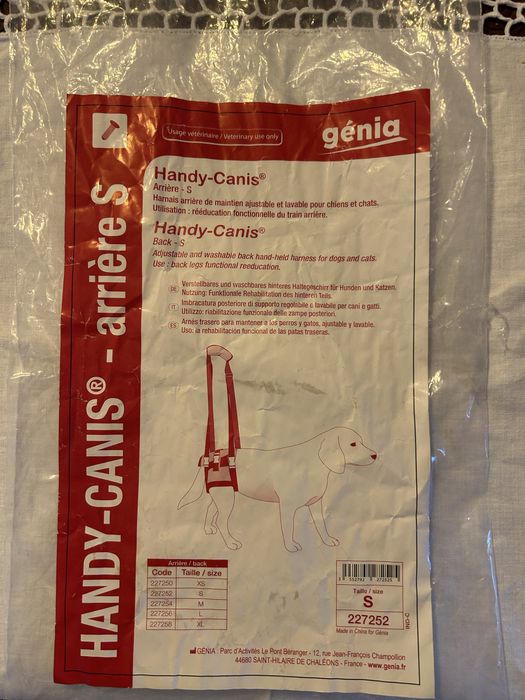 HANDY-CANIS® - arrière S
Usage vétérinaire / Veterinary use only
génia
Handy-Canis®
Arrière - S
Harnais arrière de maintien ajustable et lavable pour chiens et chats.
Utilisation : rééducation fonctionnelle du train arrière.
Handy-Canis®
Back - S
Adjustable and washable back hand-held harness for dogs and cats.
Use : back legs functional reeducation.
DE Verstellbares und waschbares hinteres Haltegeschirr für Hunden und Katzen.
Nutzung: Funktionale Rehabilitation des hinteren Teils.
IT Imbracatura posteriore di supporto regolabile e lavabile per cani e gatti.
Utilizzo: riabilitazione funzionale delle zampe posteriori.
ES Arnés trasero para mantener a los perros y gatos, ajustable y lavable.
Uso: la rehabilitación funcional de las patas traseras.
Arrière / back
Code Taille / size
227250 XS
227252 S
227254 M
227256 L
227258 XL
Taille / size
S
227252
Made in China for Génia
IND-C
GÉNIA : Parc d'Activités Le Pont Béranger - 12, rue Jean-François Champollion
44680 SAINT-HILAIRE DE CHALÉONS - France - www.genia.fr